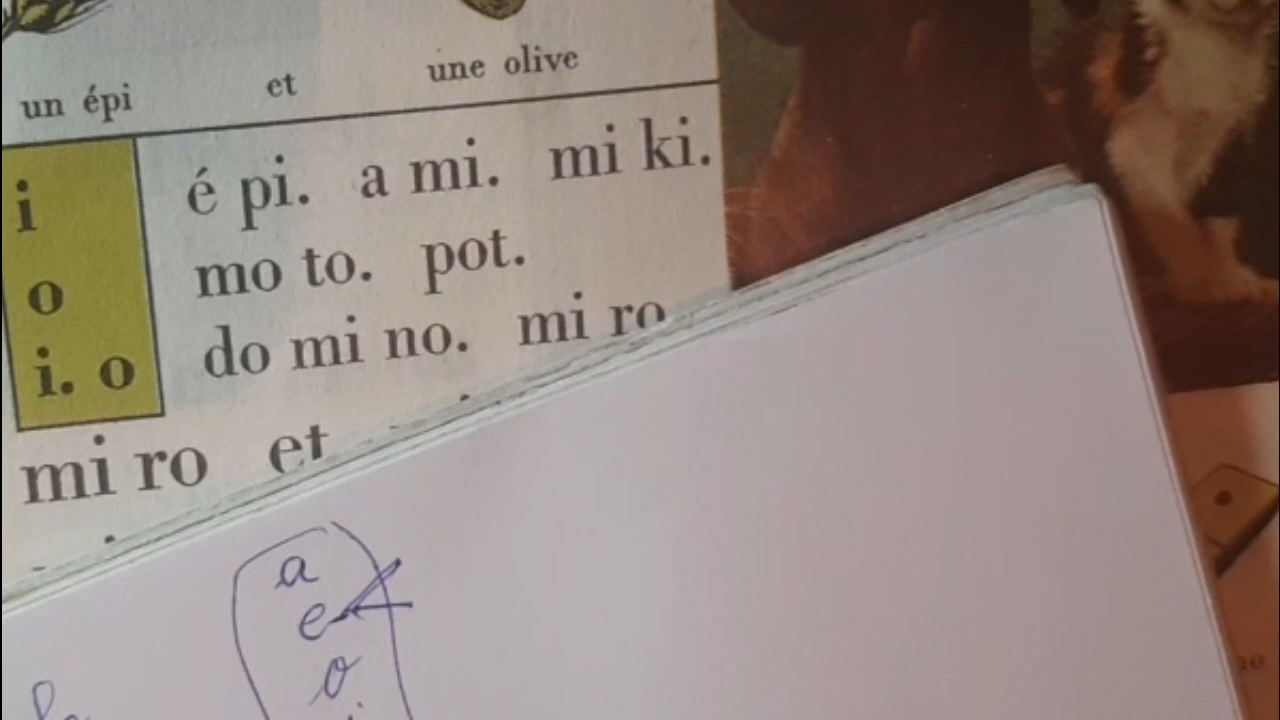 un épi et une olive
i é pi. a mi. mi ki.
o mo to. pot.
i. o do mi no. mi ro
mi ro et
a
e
o